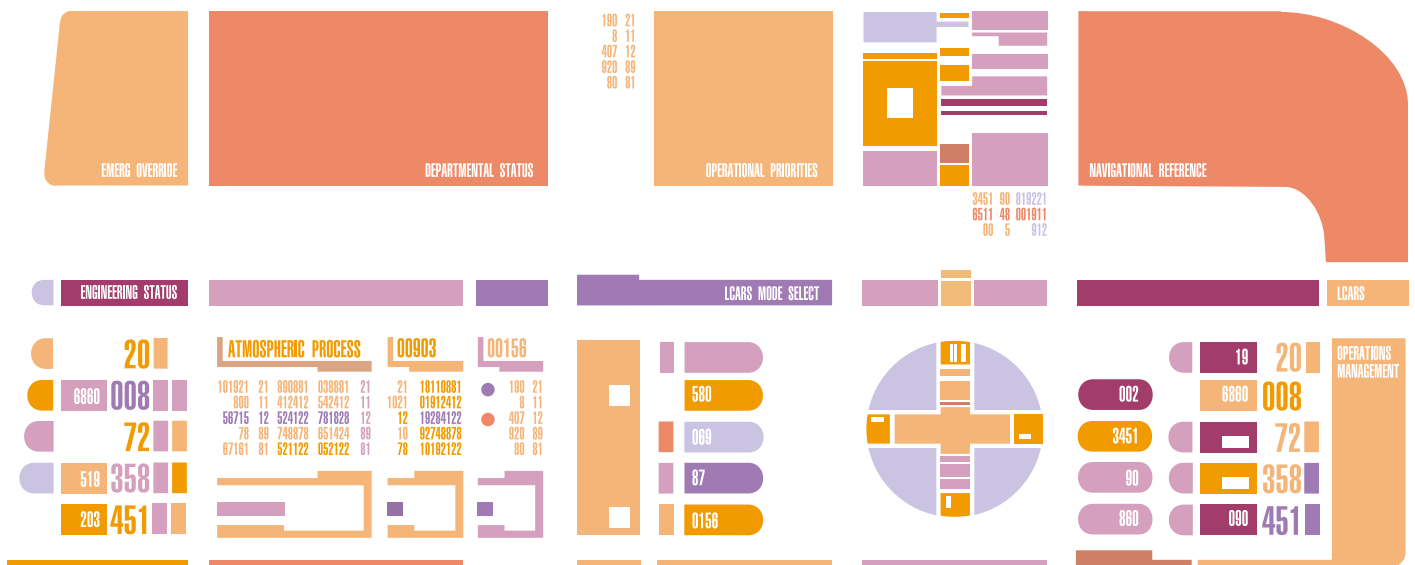 190 21
8 11
407 12
920 89
80 81
EMERG OVERRIDE
DEPARTMENTAL STATUS
OPERATIONAL PRIORITIES
NAVIGATIONAL REFERENCE
3451 90 819221
6511 48 001911
00 5 912
ENGINEERING STATUS
LCARS MODE SELECT
LCARS
20
6860 008
72
519 358
203 451
ATMOSPHERIC PROCESS
00903
00156
101921 21 890881 038881 21
800 11 412412 542412 11
56715 12 524122 781828 12
78 89 748878 651424 89
67161 81 521122 052122 81
21 18110881
1021 01912412
12 19284122
10 92748878
78 10192122
190 21
8 11
407 12
920 89
80 81
580
069
87
0156
002
3451
90
860
19 20
6860 008
72
358
090 451
OPERATIONS
MANAGEMENT